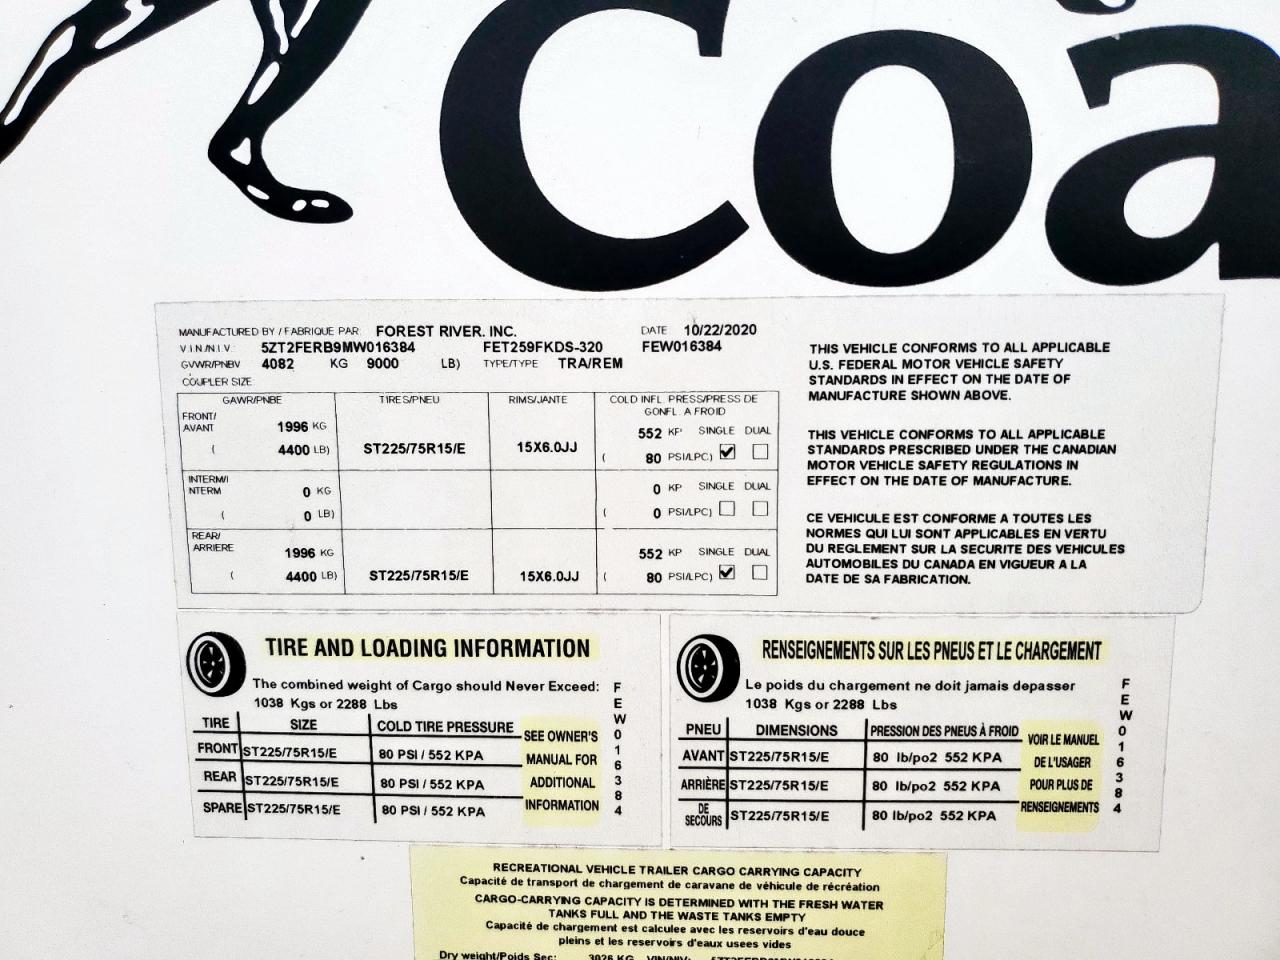 Coa
MANUFACTURED BY / FABRIQUE PAR: FOREST RIVER. INC. DATE 10/22/2020
V.I.N./N.I.V.: 5ZT2FERB9MW016384 FET259FKDS-320 FEW016384
GVWR/PNBV 4082 KG 9000 LB) TYPE/TYPE TRA/REM
COUPLER SIZE:
GAWR/PNBE TIRES/PNEU RIMS/JANTE COLD INFL. PRESS/PRESS DE
GONFL. A FROID
FRONT/
AVANT 1996 KG 552 KP SINGLE DUAL
( 4400 LB) ST225/75R15/E 15X6.0JJ ( 80 PSI/LPC)
INTERM/I
NTERM 0 KG 0 KP SINGLE DUAL
( 0 LB) ( 0 PSI/LPC)
REAR/
ARRIERE 1996 KG 552 KP SINGLE DUAL
( 4400 LB) ST225/75R15/E 15X6.0JJ ( 80 PSI/LPC)
THIS VEHICLE CONFORMS TO ALL APPLICABLE
U.S. FEDERAL MOTOR VEHICLE SAFETY
STANDARDS IN EFFECT ON THE DATE OF
MANUFACTURE SHOWN ABOVE.
THIS VEHICLE CONFORMS TO ALL APPLICABLE
STANDARDS PRESCRIBED UNDER THE CANADIAN
MOTOR VEHICLE SAFETY REGULATIONS IN
EFFECT ON THE DATE OF MANUFACTURE.
CE VEHICULE EST CONFORME A TOUTES LES
NORMES QUI LUI SONT APPLICABLES EN VERTU
DU REGLEMENT SUR LA SECURITE DES VEHICULES
AUTOMOBILES DU CANADA EN VIGUEUR A LA
DATE DE SA FABRICATION.
TIRE AND LOADING INFORMATION
The combined weight of Cargo should Never Exceed:
1038 Kgs or 2288 Lbs
TIRE SIZE COLD TIRE PRESSURE
FRONT ST225/75R15/E 80 PSI / 552 KPA
REAR ST225/75R15/E 80 PSI / 552 KPA
SPARE ST225/75R15/E 80 PSI / 552 KPA
SEE OWNER'S
MANUAL FOR
ADDITIONAL
INFORMATION
FEW016384
RENSEIGNEMENTS SUR LES PNEUS ET LE CHARGEMENT
Le poids du chargement ne doit jamais depasser
1038 Kgs or 2288 Lbs
PNEU DIMENSIONS PRESSION DES PNEUS À FROID
AVANT ST225/75R15/E 80 lb/po2 552 KPA
ARRIÈRE ST225/75R15/E 80 lb/po2 552 KPA
DE
SECOURS ST225/75R15/E 80 lb/po2 552 KPA
VOIR LE MANUEL
DE L'USAGER
POUR PLUS DE
RENSEIGNEMENTS
FEW016384
RECREATIONAL VEHICLE TRAILER CARGO CARRYING CAPACITY
Capacité de transport de chargement de caravane de véhicule de récréation
CARGO-CARRYING CAPACITY IS DETERMINED WITH THE FRESH WATER
TANKS FULL AND THE WASTE TANKS EMPTY
Capacité de chargement est calculee avec les reservoirs d'eau douce
pleins et les reservoirs d'eaux usees vides
Dry weight/Poids Sec: 3026 KG VIN/NIV: